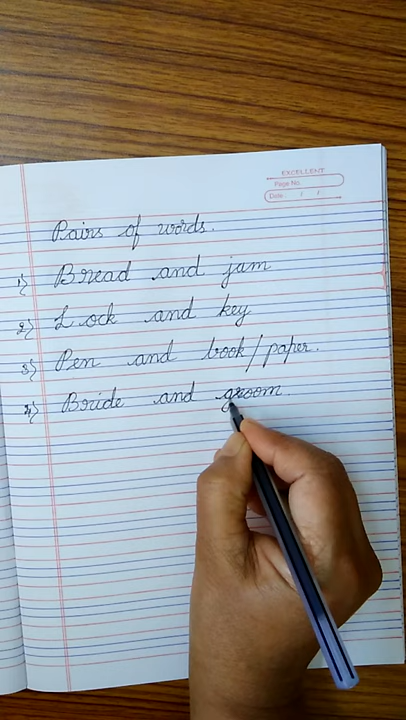 EXCELLENT
Page No.
Date / /
Pairs of words.
1) Bread and jam
2) Lock and key
3) Pen and book/paper.
4) Bride and groom.